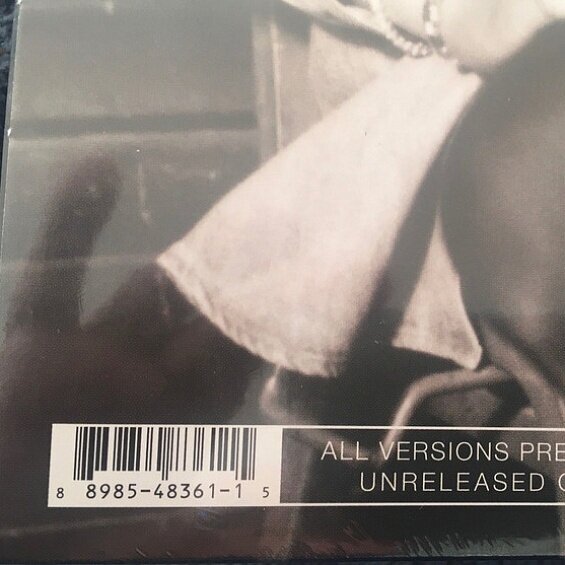 ALL VERSIONS PRE
UNRELEASED
8 8985-48361-1 5